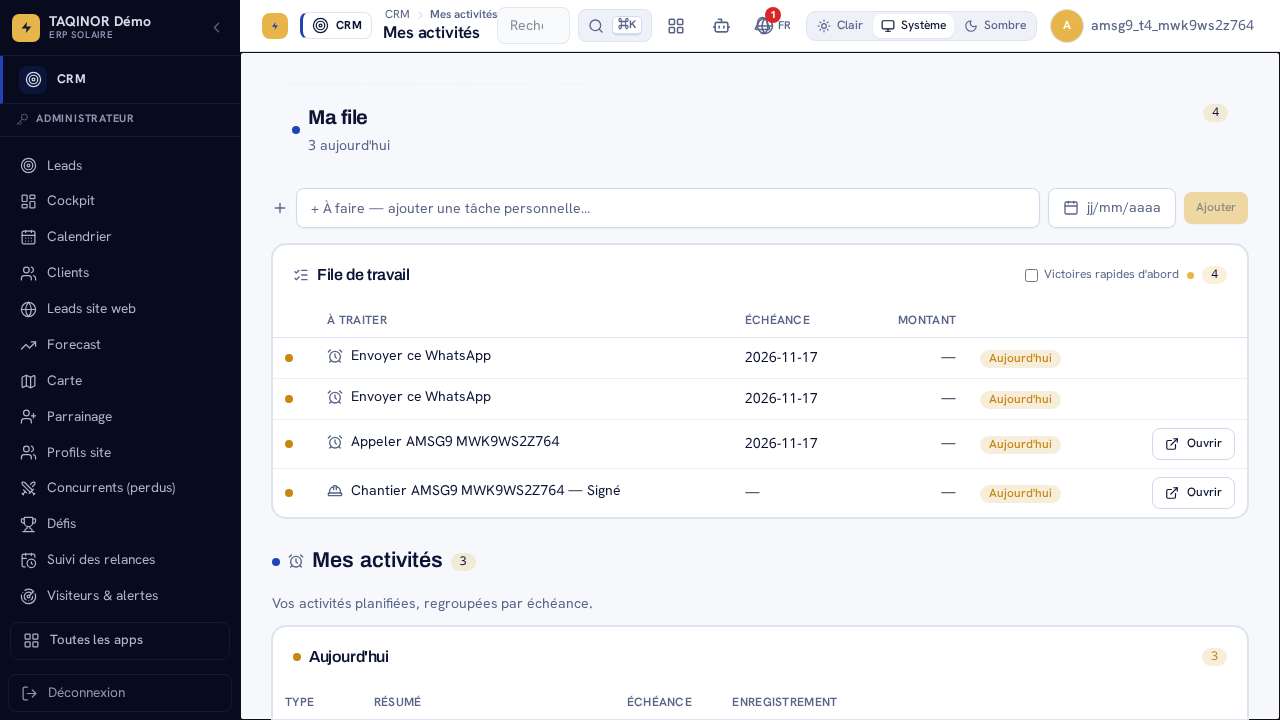 TAQINOR Démo
ERP SOLAIRE
CRM
ADMINISTRATEUR
Leads
Cockpit
Calendrier
Clients
Leads site web
Forecast
Carte
Parrainage
Profils site
Concurrents (perdus)
Défis
Suivi des relances
Visiteurs & alertes
Toutes les apps
Déconnexion
CRM
CRM > Mes activités
Mes activités
Rech
⌘K
1
FR
Clair
Système
Sombre
A
amsg9_t4_mwk9ws2z764
Ma file
4
3 aujourd'hui
+ À faire — ajouter une tâche personnelle...
jj/mm/aaaa
Ajouter
File de travail
Victoires rapides d'abord
4
À TRAITER ÉCHÉANCE MONTANT
Envoyer ce WhatsApp 2026-11-17 — Aujourd'hui
Envoyer ce WhatsApp 2026-11-17 — Aujourd'hui
Appeler AMSG9 MWK9WS2Z764 2026-11-17 — Aujourd'hui Ouvrir
Chantier AMSG9 MWK9WS2Z764 — Signé — — Aujourd'hui Ouvrir
Mes activités 3
Vos activités planifiées, regroupées par échéance.
Aujourd'hui 3
TYPE RÉSUMÉ ÉCHÉANCE ENREGISTREMENT